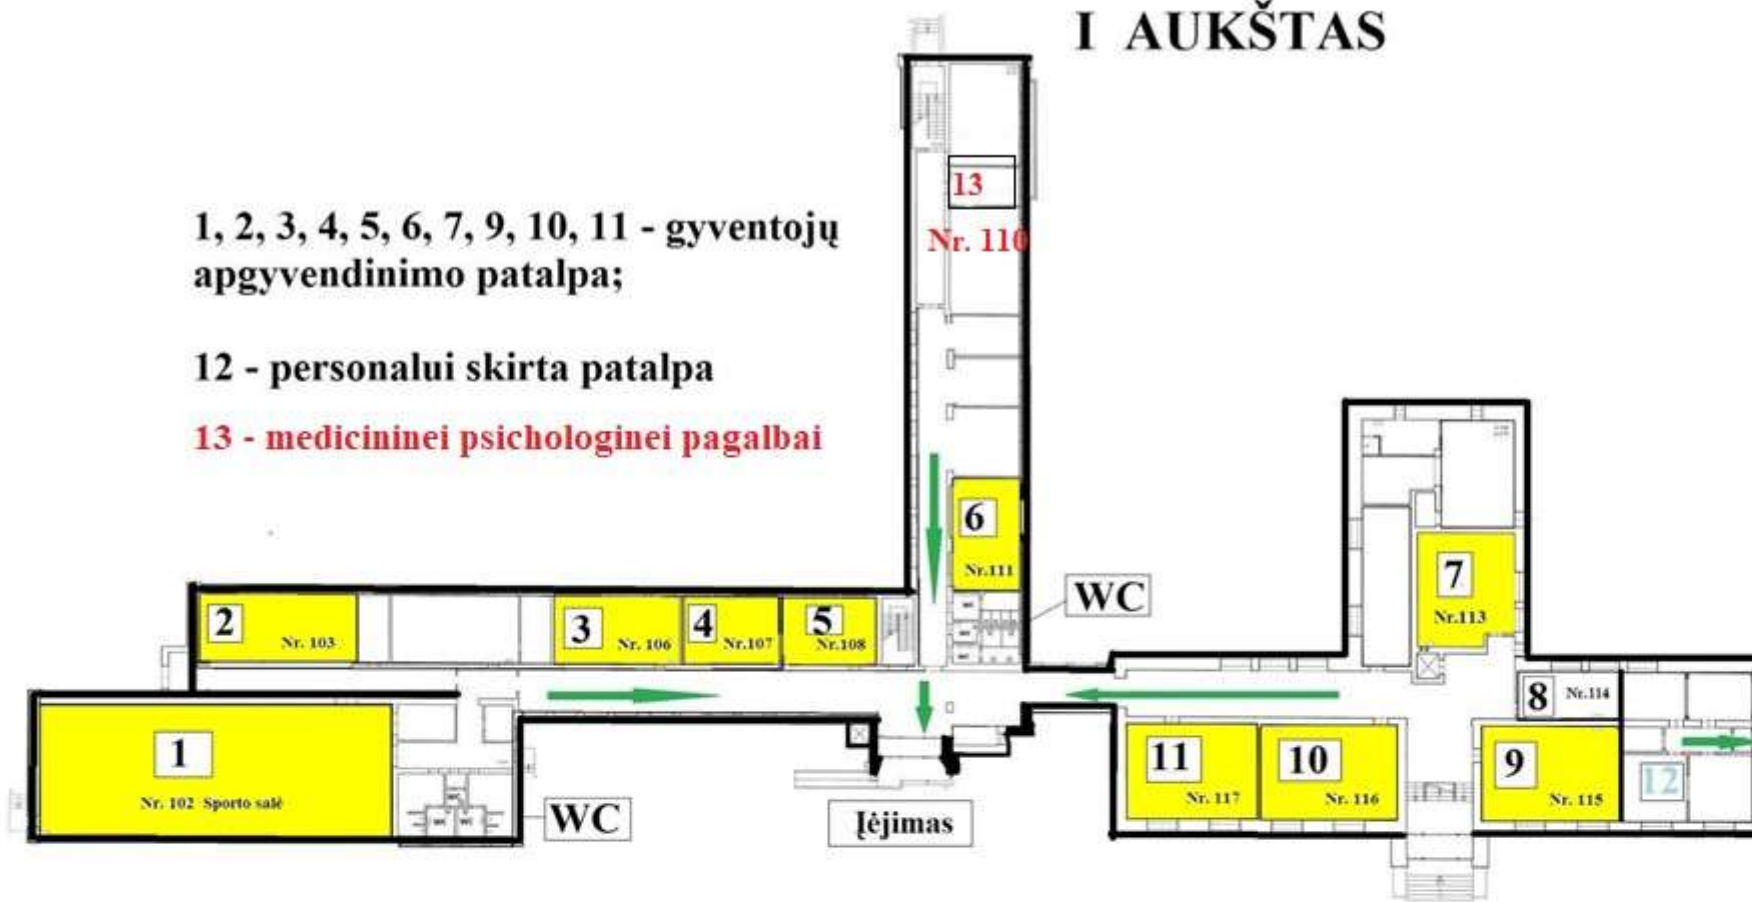 I AUKŠTAS
1, 2, 3, 4, 5, 6, 7, 9, 10, 11 - gyventojų
apgyvendinimo patalpa;
12 - personalui skirta patalpa
13 - medicininei psichologinei pagalbai
13
Nr. 110
6
Nr.111
WC
7
Nr.113
2
Nr. 103
3
Nr. 106
4
Nr.107
5
Nr.108
8
Nr.114
1
Nr. 102 Sporto salė
WC
WC
WC
WC
Įėjimas
11
Nr. 117
10
Nr. 116
9
Nr. 115
12